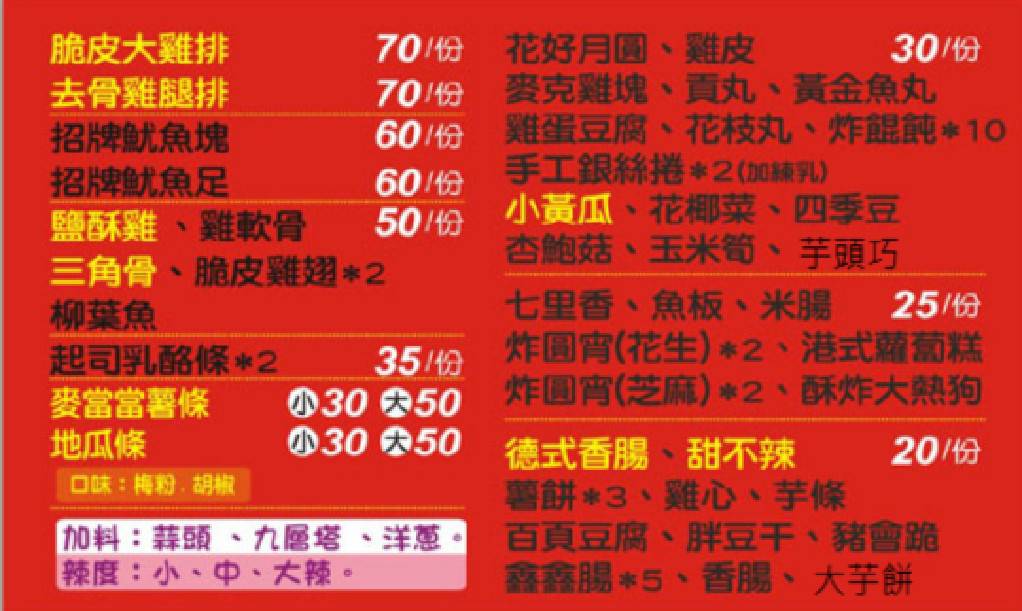 脆皮大雞排 70/份
去骨雞腿排 70/份
招牌魷魚塊 60/份
招牌魷魚足 60/份
鹽酥雞、雞軟骨 50/份
三角骨、脆皮雞翅*2
柳葉魚
起司乳酪條*2 35/份
麥當當薯條 小30 大50
地瓜條 小30 大50
口味：梅粉.胡椒
加料：蒜頭、九層塔、洋蔥。
辣度：小、中、大辣。
花好月圓、雞皮 30/份
麥克雞塊、貢丸、黃金魚丸
雞蛋豆腐、花枝丸、炸餛飩*10
手工銀絲捲*2(加練乳)
小黃瓜、花椰菜、四季豆
杏鮑菇、玉米筍、芋頭巧
七里香、魚板、米腸 25/份
炸圓宵(花生)*2、港式蘿蔔糕
炸圓宵(芝麻)*2、酥炸大熱狗
德式香腸、甜不辣 20/份
薯餅*3、雞心、芋條
百頁豆腐、胖豆干、豬會跪
鑫鑫腸*5、香腸、大芋餅